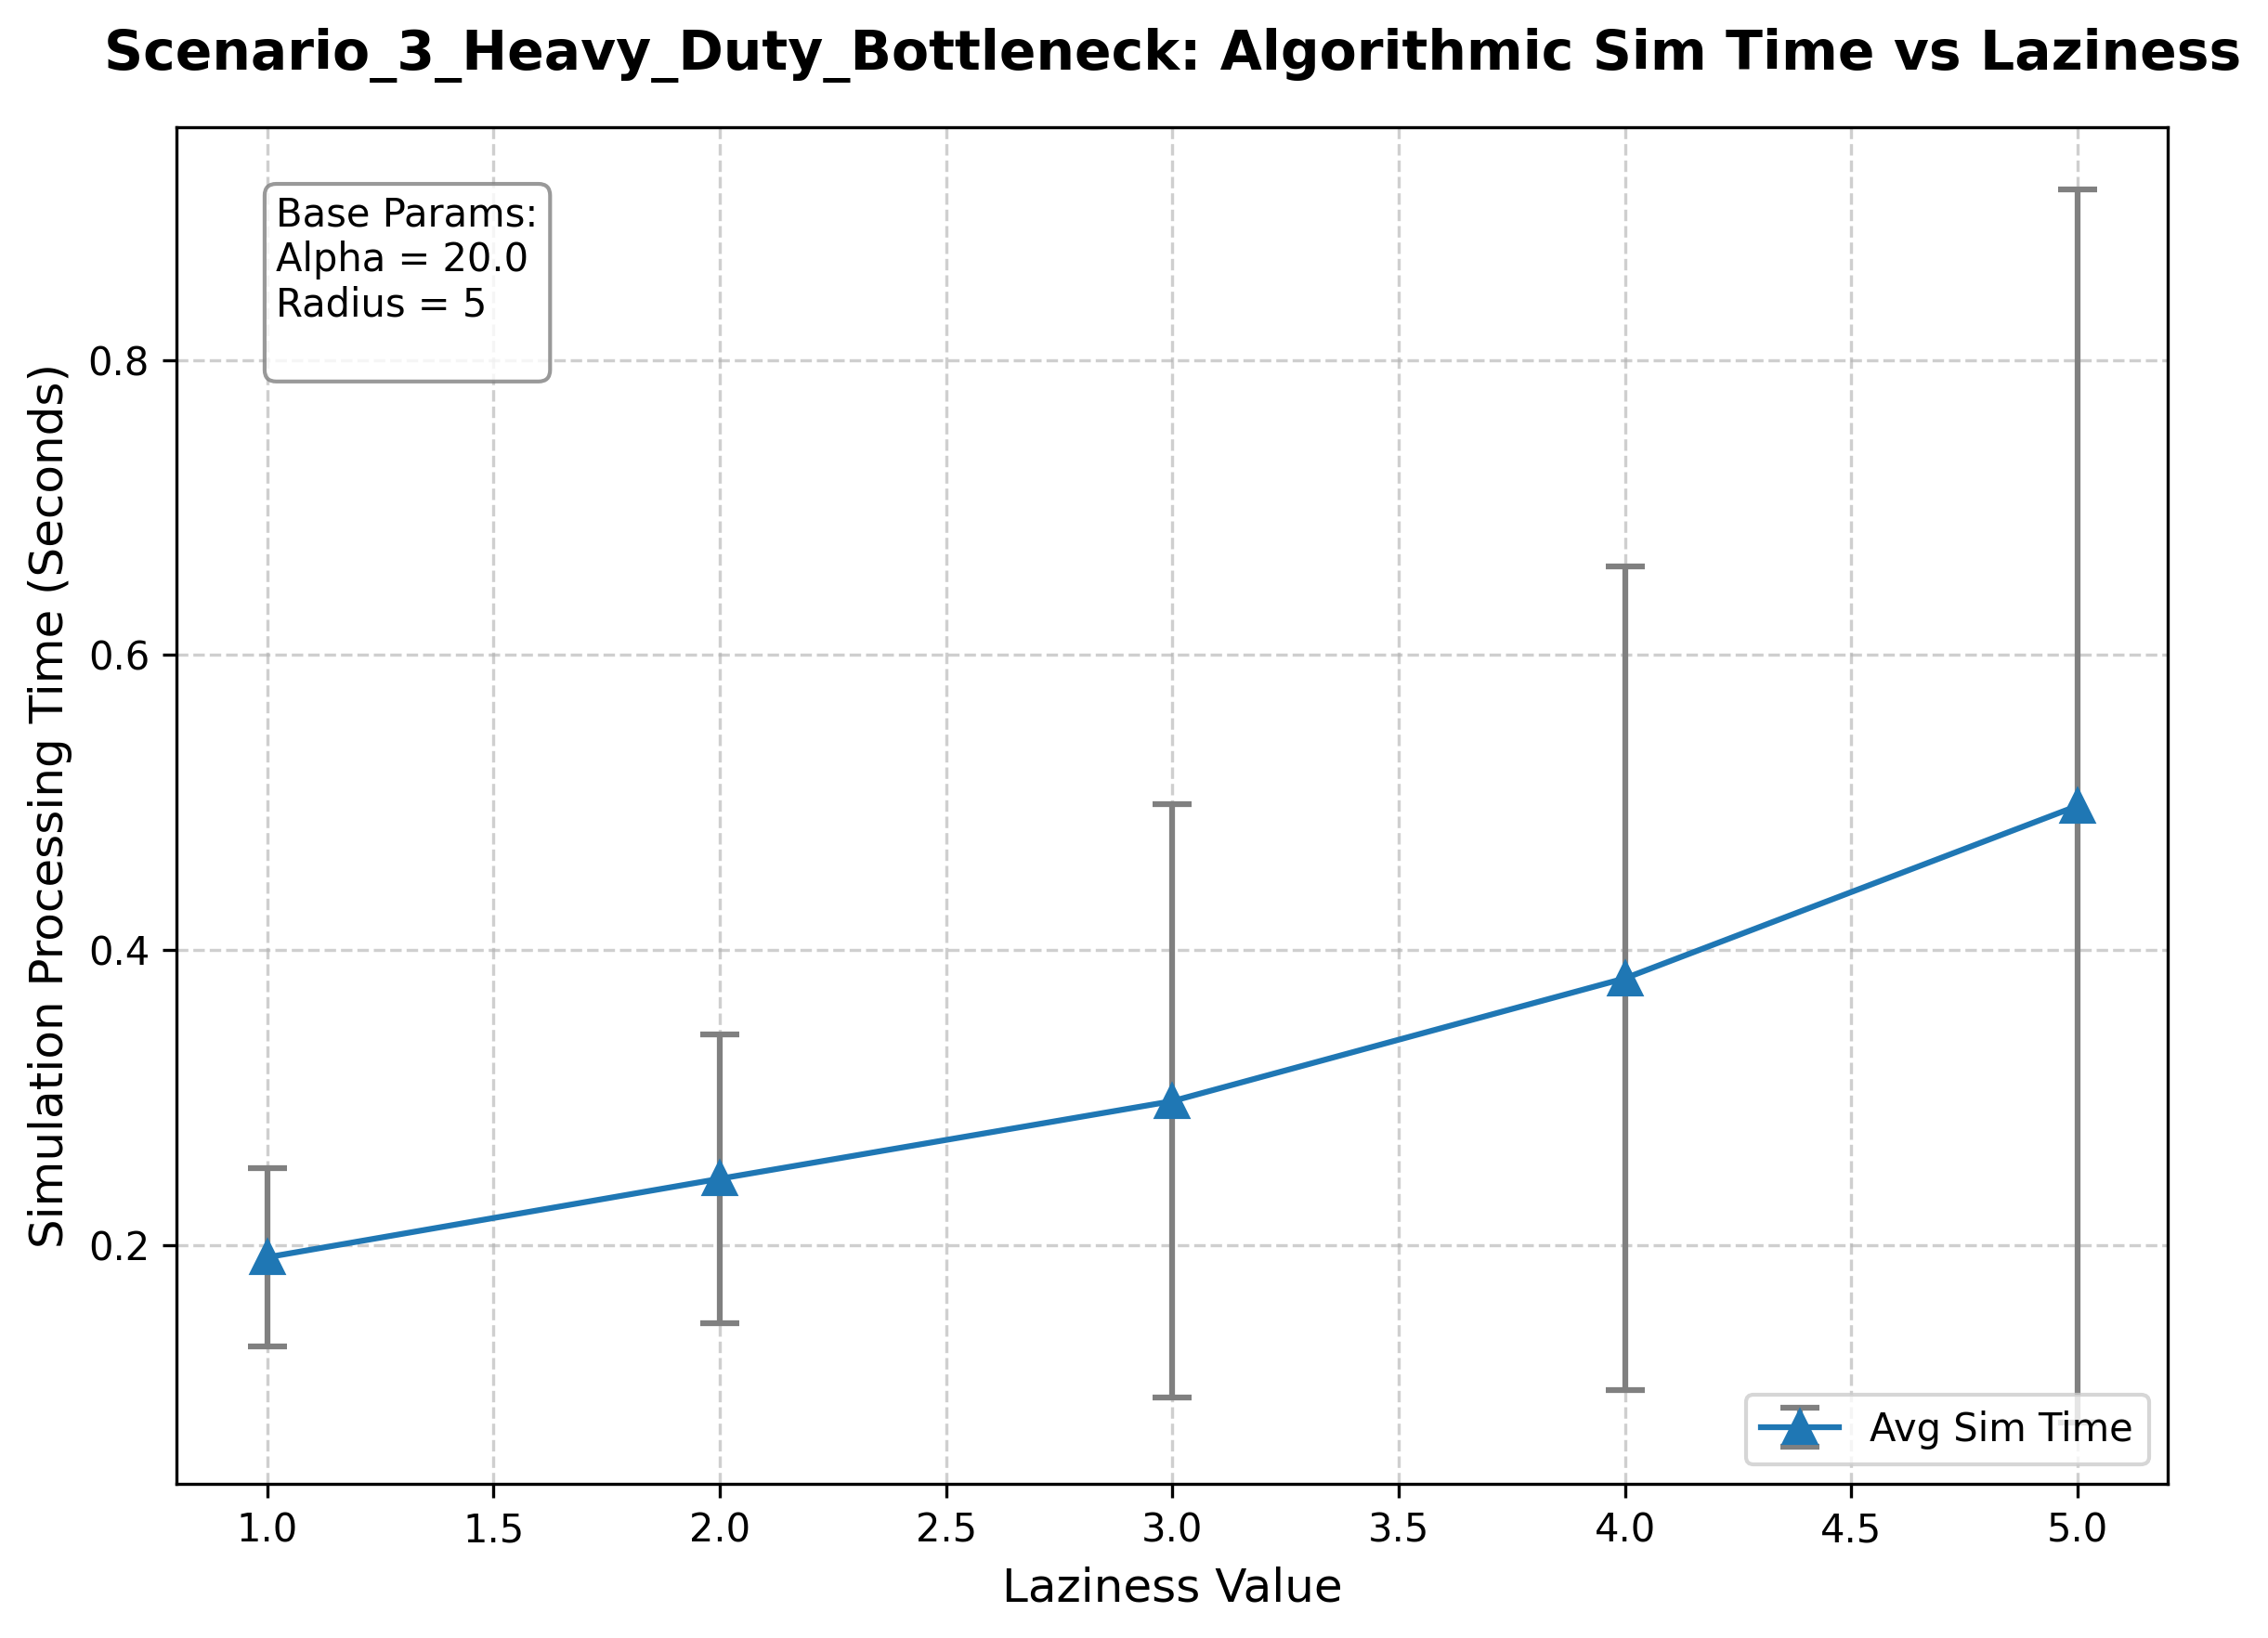 Scenario_3_Heavy_Duty_Bottleneck: Algorithmic Sim Time vs Laziness
Base Params:
Alpha = 20.0
Radius = 5
Simulation Processing Time (Seconds)
0.8
0.6
0.4
0.2
Avg Sim Time
1.0 1.5 2.0 2.5 3.0 3.5 4.0 4.5 5.0
Laziness Value